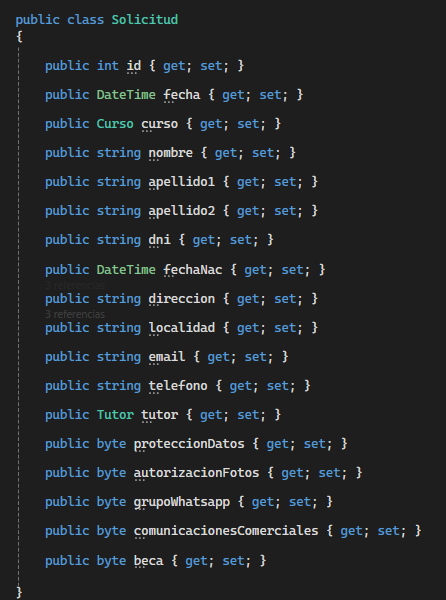 public class Solicitud
{
public int id { get; set; }
public DateTime fecha { get; set; }
public Curso curso { get; set; }
public string nombre { get; set; }
public string apellido1 { get; set; }
public string apellido2 { get; set; }
public string dni { get; set; }
public DateTime fechaNac { get; set; }
3 referencias
public string direccion { get; set; }
3 referencias
public string localidad { get; set; }
public string email { get; set; }
public string telefono { get; set; }
public Tutor tutor { get; set; }
public byte proteccionDatos { get; set; }
public byte autorizacionFotos { get; set; }
public byte grupoWhatsapp { get; set; }
public byte comunicacionesComerciales { get; set; }
public byte beca { get; set; }
}